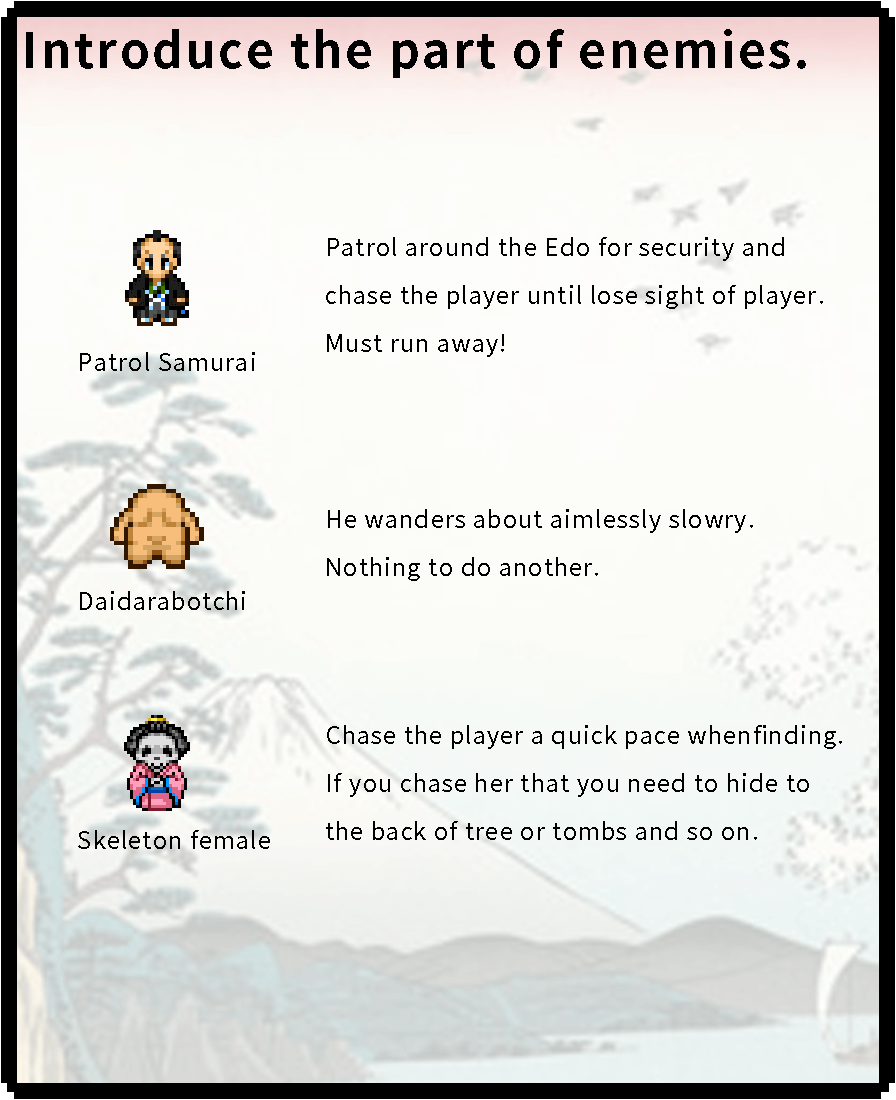 Introduce the part of enemies.
Patrol around the Edo for security and
chase the player until lose sight of player.
Must run away!
Patrol Samurai
He wanders about aimlessly slowry.
Nothing to do another.
Daidarabotchi
Chase the player a quick pace whenfinding.
If you chase her that you need to hide to
the back of tree or tombs and so on.
Skeleton female